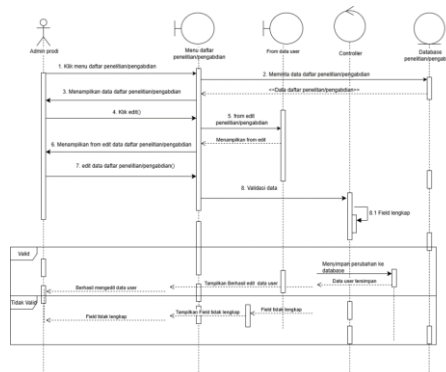 Admin prodi
Menu daftar
penelitian/pengabdian
From data user
Controller
Database
penelitian/pengab
1. Klik menu daftar penelitian/pengabdian
2. Meminta data daftar penelitian/pengabdian
3. Menampilkan data daftar penelitian/pengabdian
<<Data daftar penelitian/pengabdian>>
4. Klik edit()
5. from edit
penelitian/pengabdian
6. Menampilkan from edit data daftar penelitian/pengabdian
Menampilkan from edit
7. edit data daftar penelitian/pengabdian()
8. Validasi data
8.1 Field lengkap
Valid
Menyimpan perubahan ke
database
Tampilkan Berhasil edit data user
Data user tersimpan
Berhasil mengedit data user
Tidak Valid
Field tidak lengkap
Tampilkan Field tidak lengkap
Field tidak lengkap